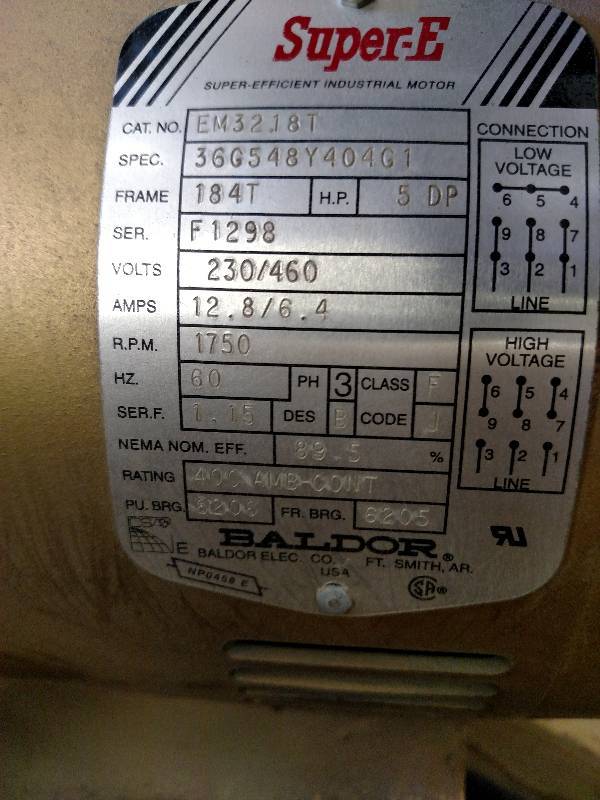 Super-E
SUPER-EFFICIENT INDUSTRIAL MOTOR
CAT. NO. EM3218T
SPEC. 36G548Y404G1
FRAME 184T H.P. 5 DP
SER. F1298
VOLTS 230/460
AMPS 12.8/6.4
R.P.M. 1750
HZ. 60 PH 3 CLASS F
SER.F. 1.15 DES B CODE J
NEMA NOM. EFF. 89.5 %
RATING 40C AMB-CONT
PU. BRG. 6206 FR. BRG. 6205
E BALDOR®
BALDOR ELEC. CO. FT. SMITH, AR.
USA
NP0458 E
CONNECTION
LOW
VOLTAGE
6 5 4
9 8 7
3 2 1
LINE
HIGH
VOLTAGE
6 5 4
9 8 7
3 2 1
LINE